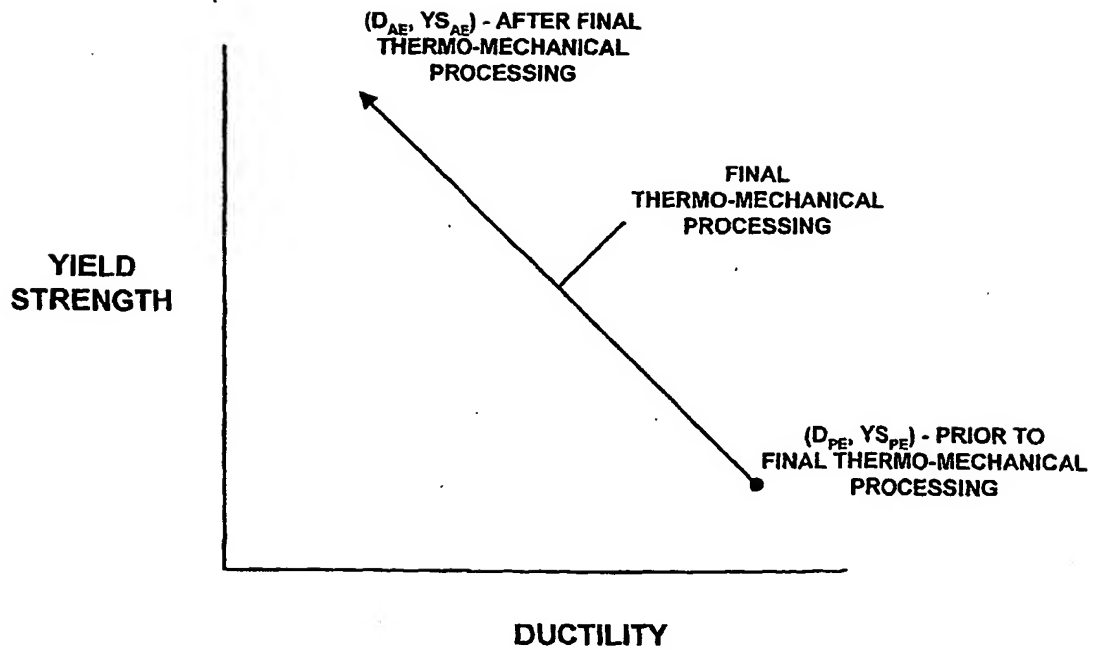 (D_AE, YS_AE) - AFTER FINAL
THERMO-MECHANICAL
PROCESSING
FINAL
THERMO-MECHANICAL
PROCESSING
YIELD
STRENGTH
(D_PE, YS_PE) - PRIOR TO
FINAL THERMO-MECHANICAL
PROCESSING
DUCTILITY